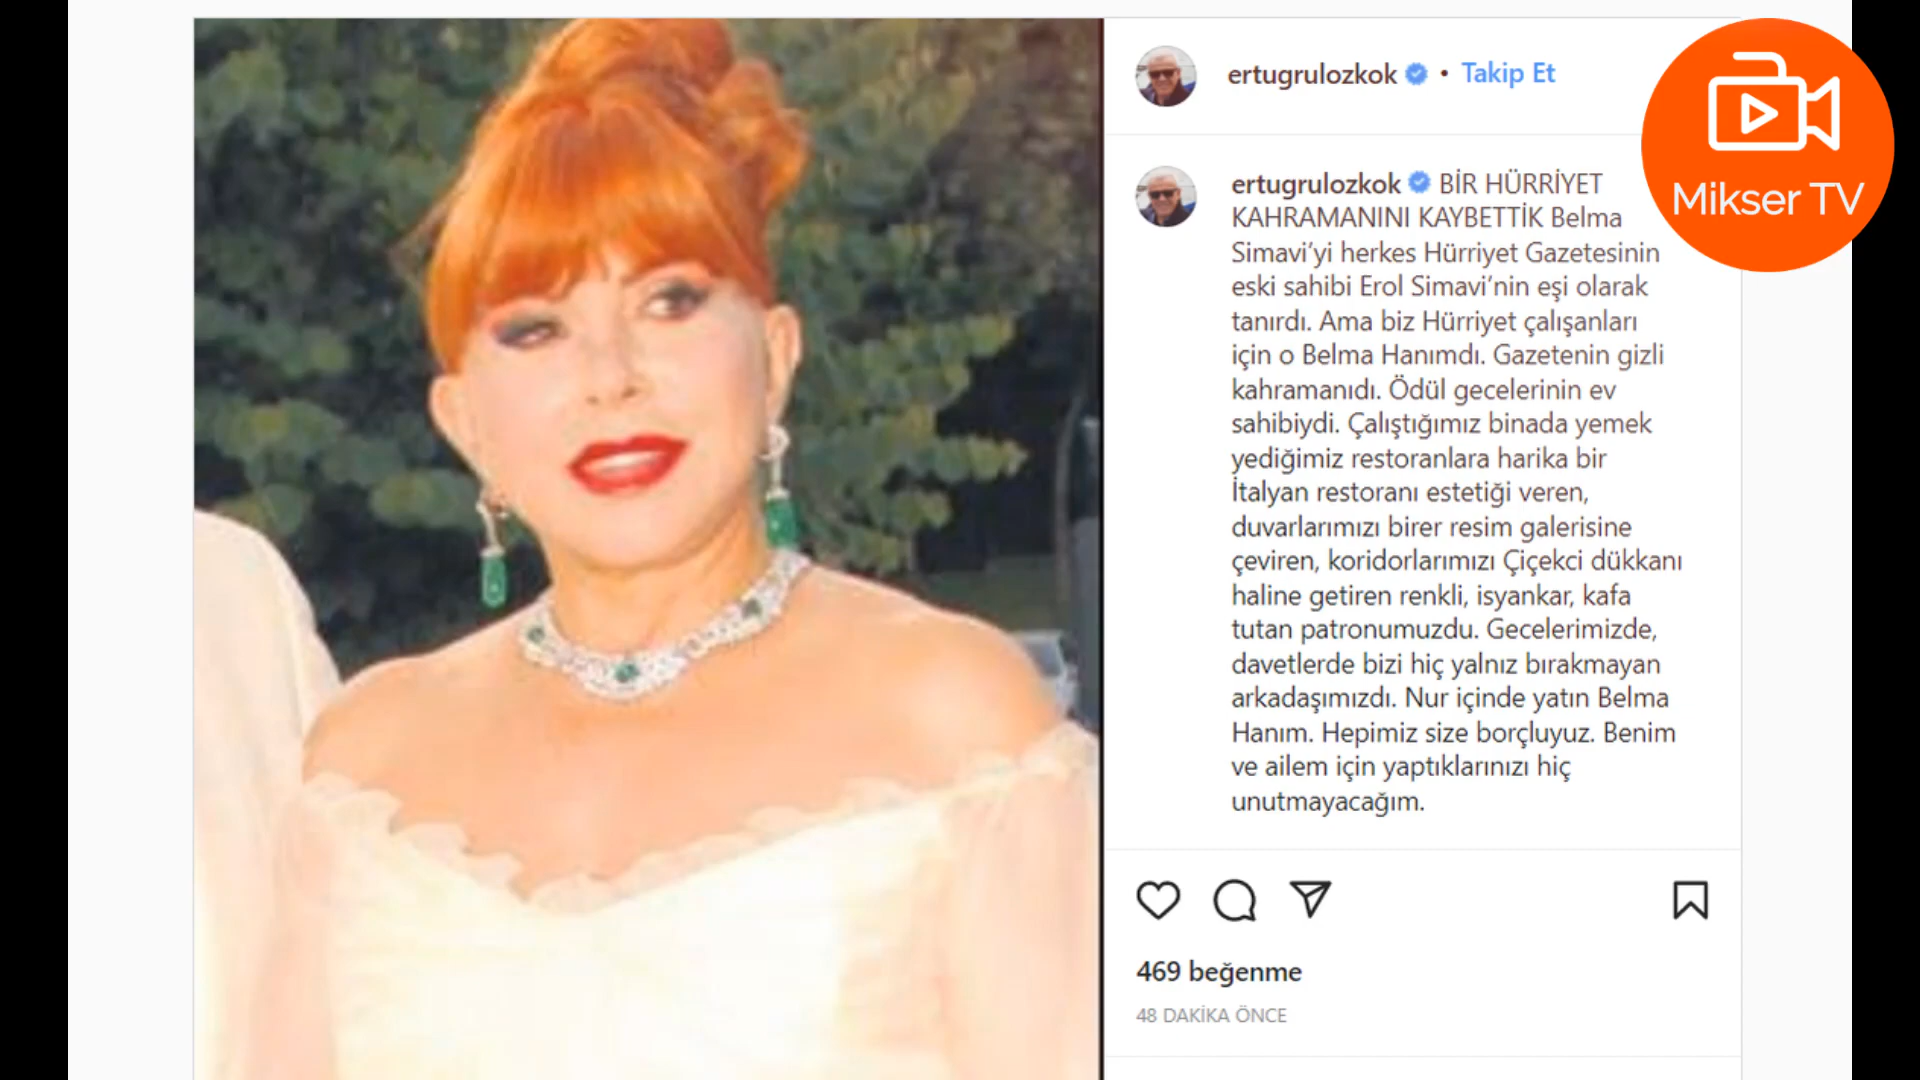 ertugrulozkok • Takip Et
Mikser TV
ertugrulozkok BİR HÜRRİYET
KAHRAMANINI KAYBETTİK Belma
Simavi'yi herkes Hürriyet Gazetesinin
eski sahibi Erol Simavi'nin eşi olarak
tanırdı. Ama biz Hürriyet çalışanları
için o Belma Hanımdı. Gazetenin gizli
kahramanıdı. Ödül gecelerinin ev
sahibiydi. Çalıştığımız binada yemek
yediğimiz restoranlara harika bir
İtalyan restoranı estetiği veren,
duvarlarımızı birer resim galerisine
çeviren, koridorlarımızı Çiçekci dükkanı
haline getiren renkli, isyankar, kafa
tutan patronumuzdu. Gecelerimizde,
davetlerde bizi hiç yalnız bırakmayan
arkadaşımızdı. Nur içinde yatın Belma
Hanım. Hepimiz size borçluyuz. Benim
ve ailem için yaptıklarınızı hiç
unutmayacağım.
469 beğenme
48 DAKİKA ÖNCE